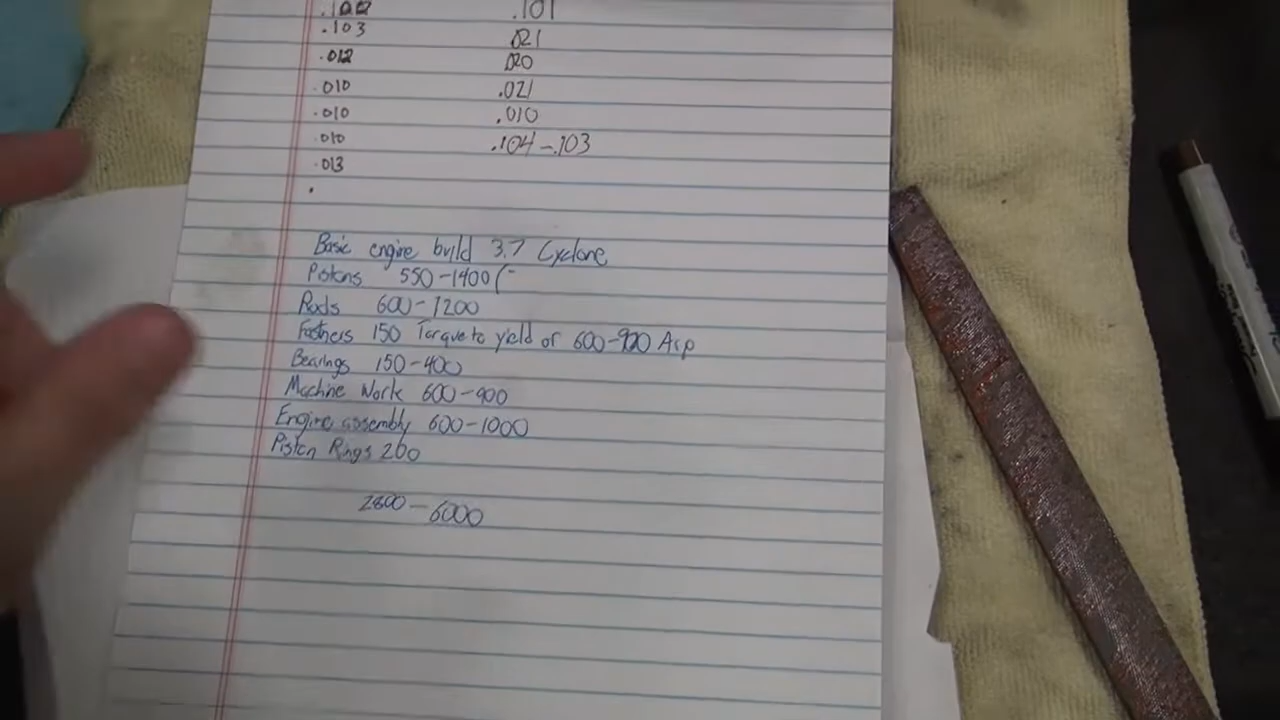 .101
.103 .021
.012 .020
.010 .021
.010 .010
.010 .104-.103
.013
.
Basic engine build 3.7 Cyclone
Pistons 550-1400 (-
Rods 600-1200
Fastners 150 Torque to yield or 600-900 Arp
Bearings 150-400
Machine Work 600-900
Engine assembly 600-1000
Piston Rings 200
2800-6000